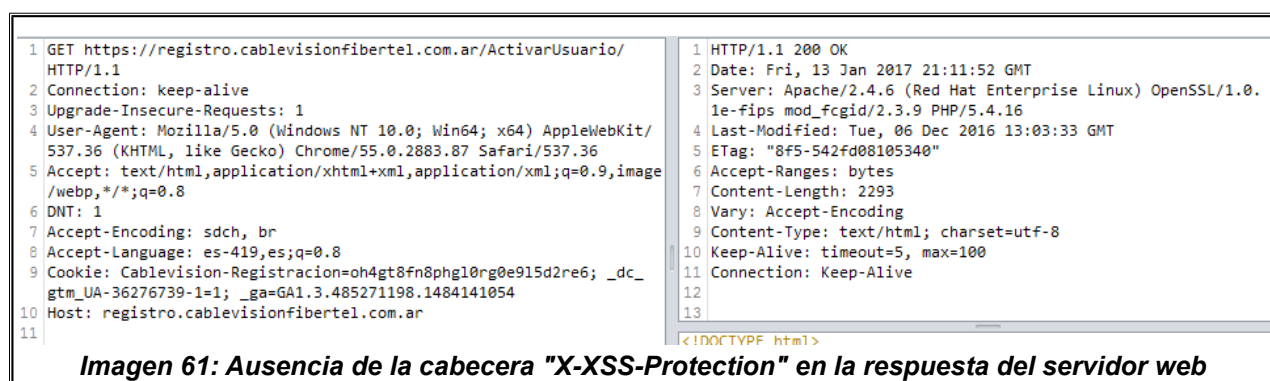 1 GET https://registro.cablevisionfibertel.com.ar/ActivarUsuario/
HTTP/1.1
2 Connection: keep-alive
3 Upgrade-Insecure-Requests: 1
4 User-Agent: Mozilla/5.0 (Windows NT 10.0; Win64; x64) AppleWebKit/
537.36 (KHTML, like Gecko) Chrome/55.0.2883.87 Safari/537.36
5 Accept: text/html,application/xhtml+xml,application/xml;q=0.9,image
/webp,*/*;q=0.8
6 DNT: 1
7 Accept-Encoding: sdch, br
8 Accept-Language: es-419,es;q=0.8
9 Cookie: Cablevision-Registracion=oh4gt8fn8phgl0rg0e9l5d2re6; _dc_
gtm_UA-36276739-1=1; _ga=GA1.3.485271198.1484141054
10 Host: registro.cablevisionfibertel.com.ar
11
1 HTTP/1.1 200 OK
2 Date: Fri, 13 Jan 2017 21:11:52 GMT
3 Server: Apache/2.4.6 (Red Hat Enterprise Linux) OpenSSL/1.0.
1e-fips mod_fcgid/2.3.9 PHP/5.4.16
4 Last-Modified: Tue, 06 Dec 2016 13:03:33 GMT
5 ETag: "8f5-542fd08105340"
6 Accept-Ranges: bytes
7 Content-Length: 2293
8 Vary: Accept-Encoding
9 Content-Type: text/html; charset=utf-8
10 Keep-Alive: timeout=5, max=100
11 Connection: Keep-Alive
12
13
<!DOCTYPE html>
Imagen 61: Ausencia de la cabecera "X-XSS-Protection" en la respuesta del servidor web